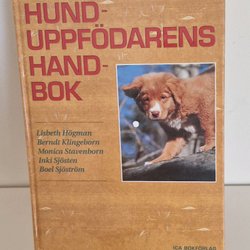 HUND-
UPPFÖDARENS
HAND-
BOK
Lisbeth Högman
Berndt Klingeborn
Monica Stavenborn
Inki Sjösten
Boel Sjöström
ICA BOKFÖRLAG